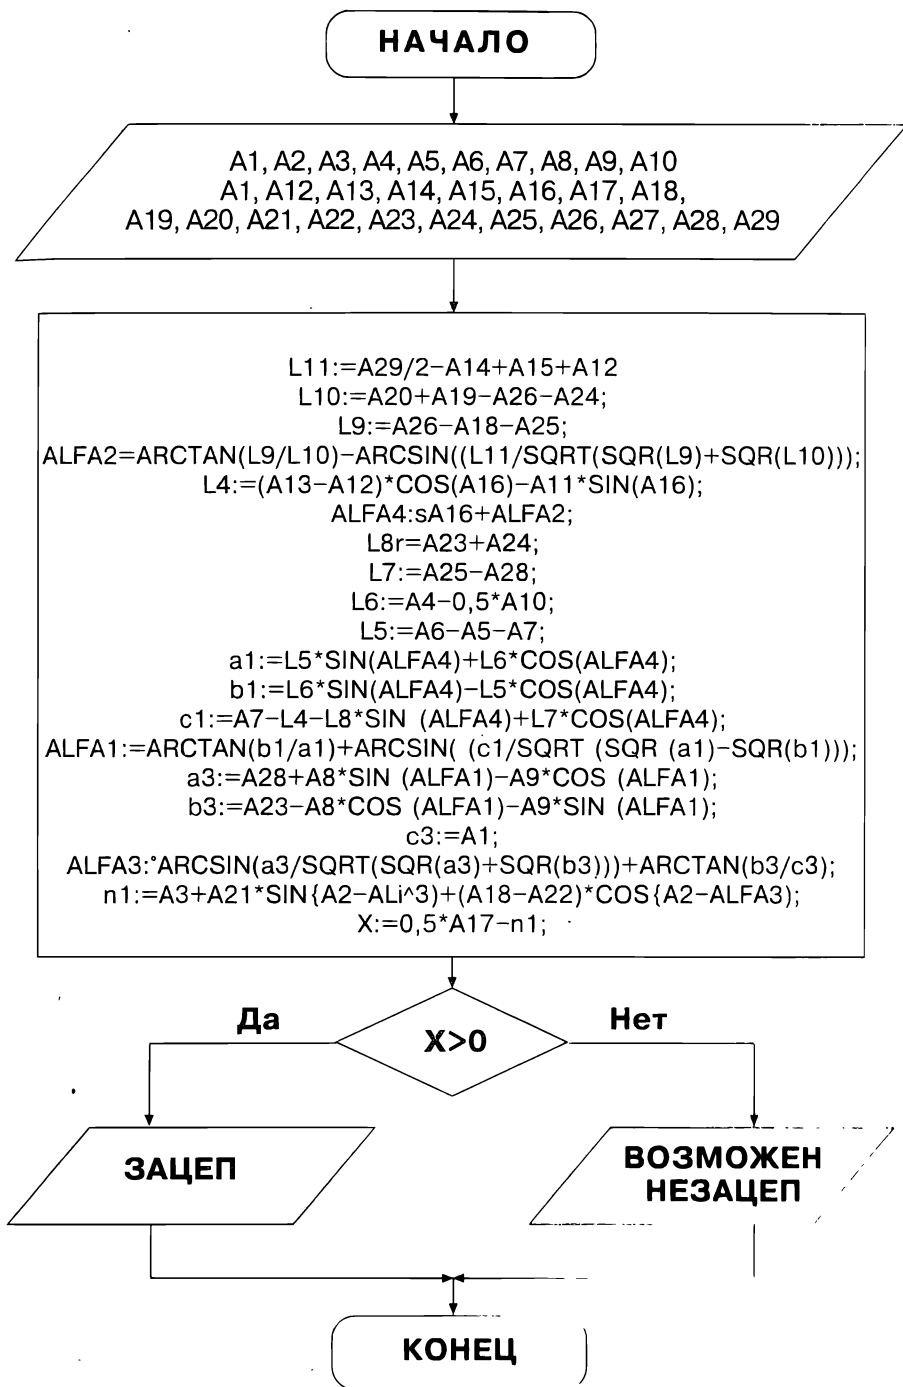 НАЧАЛО
A1, A2, A3, A4, A5, A6, A7, A8, A9, A10
A1, A12, A13, A14, A15, A16, A17, A18,
A19, A20, A21, A22, A23, A24, A25, A26, A27, A28, A29
L11:=A29/2–A14+A15+A12
L10:=A20+A19–A26–A24;
L9:=A26–A18–A25;
ALFA2=ARCTAN(L9/L10)–ARCSIN((L11/SQRT(SQR(L9)+SQR(L10)));
L4:=(A13–A12)*COS(A16)–A11*SIN(A16);
ALFA4:sA16+ALFA2;
L8r=A23+A24;
L7:=A25–A28;
L6:=A4–0,5*A10;
L5:=A6–A5–A7;
a1:=L5*SIN(ALFA4)+L6*COS(ALFA4);
b1:=L6*SIN(ALFA4)–L5*COS(ALFA4);
c1:=A7–L4–L8*SIN (ALFA4)+L7*COS(ALFA4);
ALFA1:=ARCTAN(b1/a1)+ARCSIN( (c1/SQRT (SQR (a1)–SQR(b1)));
a3:=A28+A8*SIN (ALFA1)–A9*COS (ALFA1);
b3:=A23–A8*COS (ALFA1)–A9*SIN (ALFA1);
c3:=A1;
ALFA3:°ARCSIN(a3/SQRT(SQR(a3)+SQR(b3)))+ARCTAN(b3/c3);
n1:=A3+A21*SIN{A2–ALi^3)+(A18–A22)*COS{A2–ALFA3);
X:=0,5*A17–n1;
Да
Нет
X>0
ЗАЦЕП
ВОЗМОЖЕН
НЕЗАЦЕП
КОНЕЦ